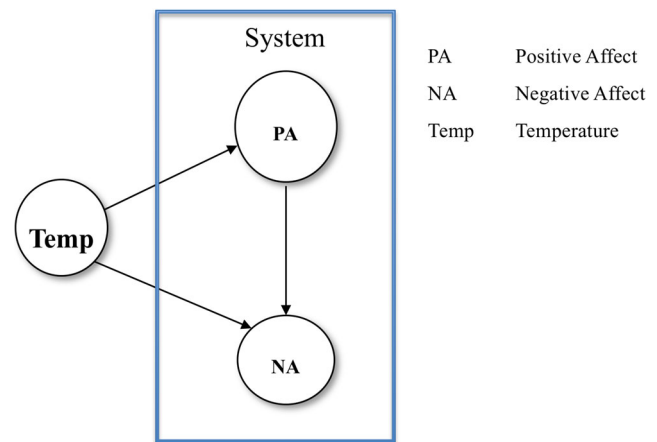 System
PA
Temp
NA
PA Positive Affect
NA Negative Affect
Temp Temperature